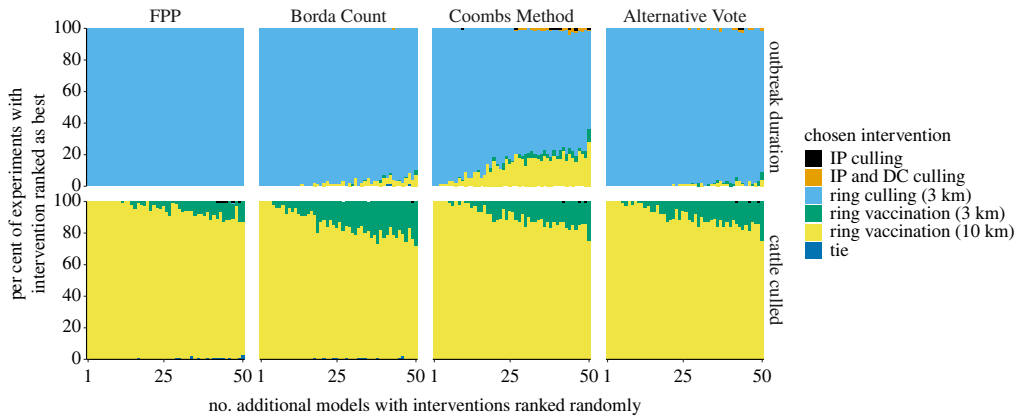 FPP
Borda Count
Coombs Method
Alternative Vote
per cent of experiments with
intervention ranked as best
100
80
60
40
20
0
outbreak duration
100
80
60
40
20
0
cattle culled
1
25
50
1
25
50
1
25
50
1
25
50
no. additional models with interventions ranked randomly
chosen intervention
IP culling
IP and DC culling
ring culling (3 km)
ring vaccination (3 km)
ring vaccination (10 km)
tie